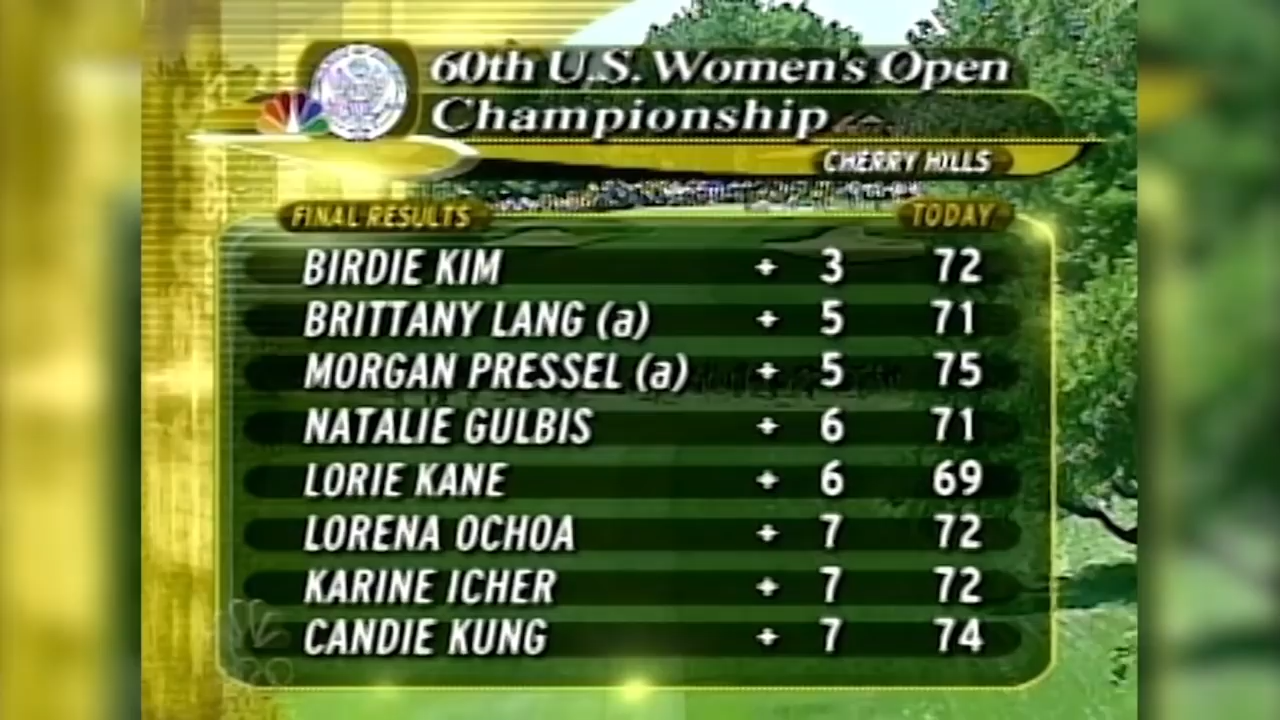 60th U.S. Women's Open
Championship
CHERRY HILLS
FINAL RESULTS TODAY
BIRDIE KIM + 3 72
BRITTANY LANG (a) + 5 71
MORGAN PRESSEL (a) + 5 75
NATALIE GULBIS + 6 71
LORIE KANE + 6 69
LORENA OCHOA + 7 72
KARINE ICHER + 7 72
CANDIE KUNG + 7 74